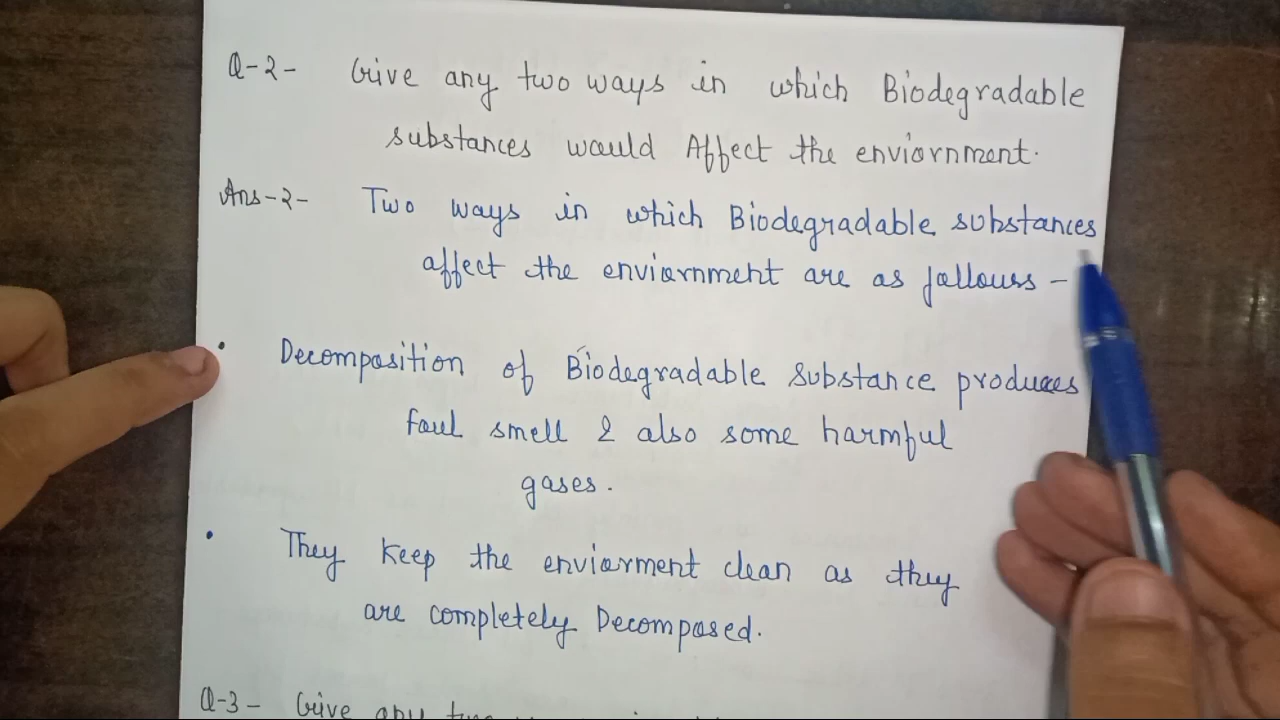 Q-2- Give any two ways in which Biodegradable
substances would Affect the enviornment.
Ans-2- Two ways in which Biodegradable substances
affect the enviornment are as follows -
• Decomposition of Biodegradable substance produces
foul smell & also some harmful
gases.
• They keep the enviorment clean as they
are completely Decomposed.
Q-3- Give any two